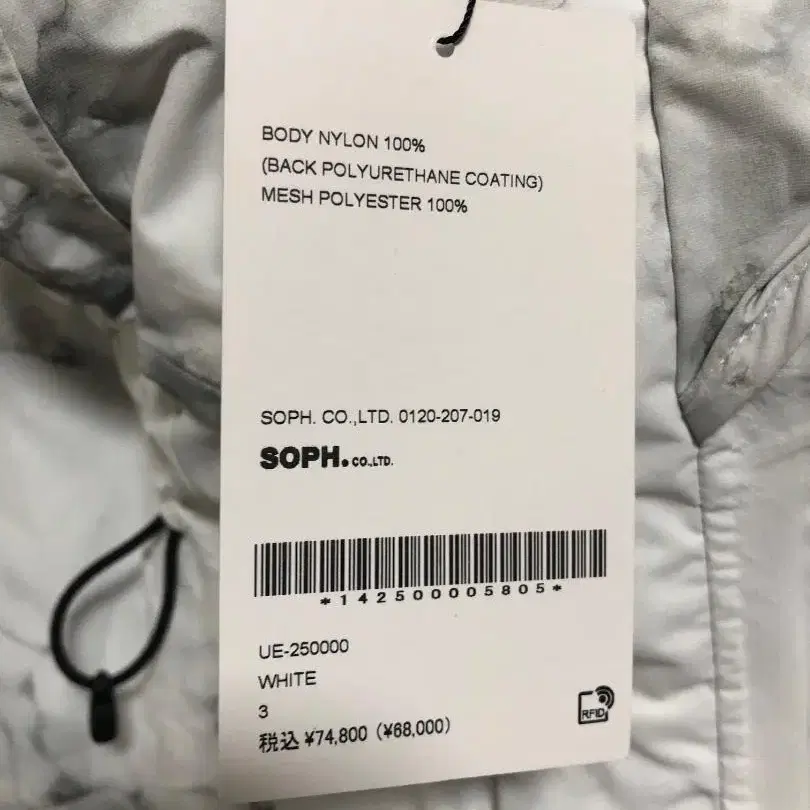 BODY NYLON 100%
(BACK POLYURETHANE COATING)
MESH POLYESTER 100%
SOPH. CO.,LTD. 0120-207-019
SOPH. CO.,LTD.
*142500005805*
UE-250000
WHITE
3
RFID
税込 ¥74,800 (¥68,000)